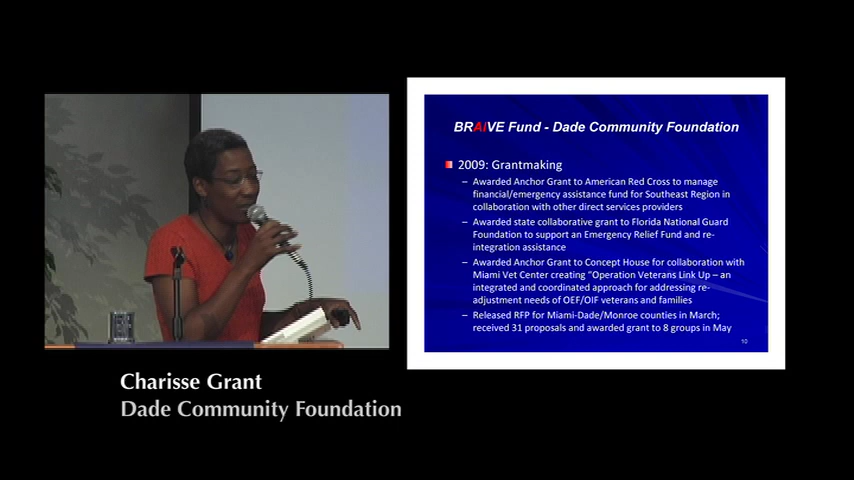 BRAIVE Fund - Dade Community Foundation
2009: Grantmaking
– Awarded Anchor Grant to American Red Cross to manage
financial/emergency assistance fund for Southeast Region in
collaboration with other direct services providers
– Awarded state collaborative grant to Florida National Guard
Foundation to support an Emergency Relief Fund and re-
integration assistance
– Awarded Anchor Grant to Concept House for collaboration with
Miami Vet Center creating “Operation Veterans Link Up – an
integrated and coordinated approach for addressing re-
adjustment needs of OEF/OIF veterans and families
– Released RFP for Miami-Dade/Monroe counties in March;
received 31 proposals and awarded grant to 8 groups in May
10
Charisse Grant
Dade Community Foundation